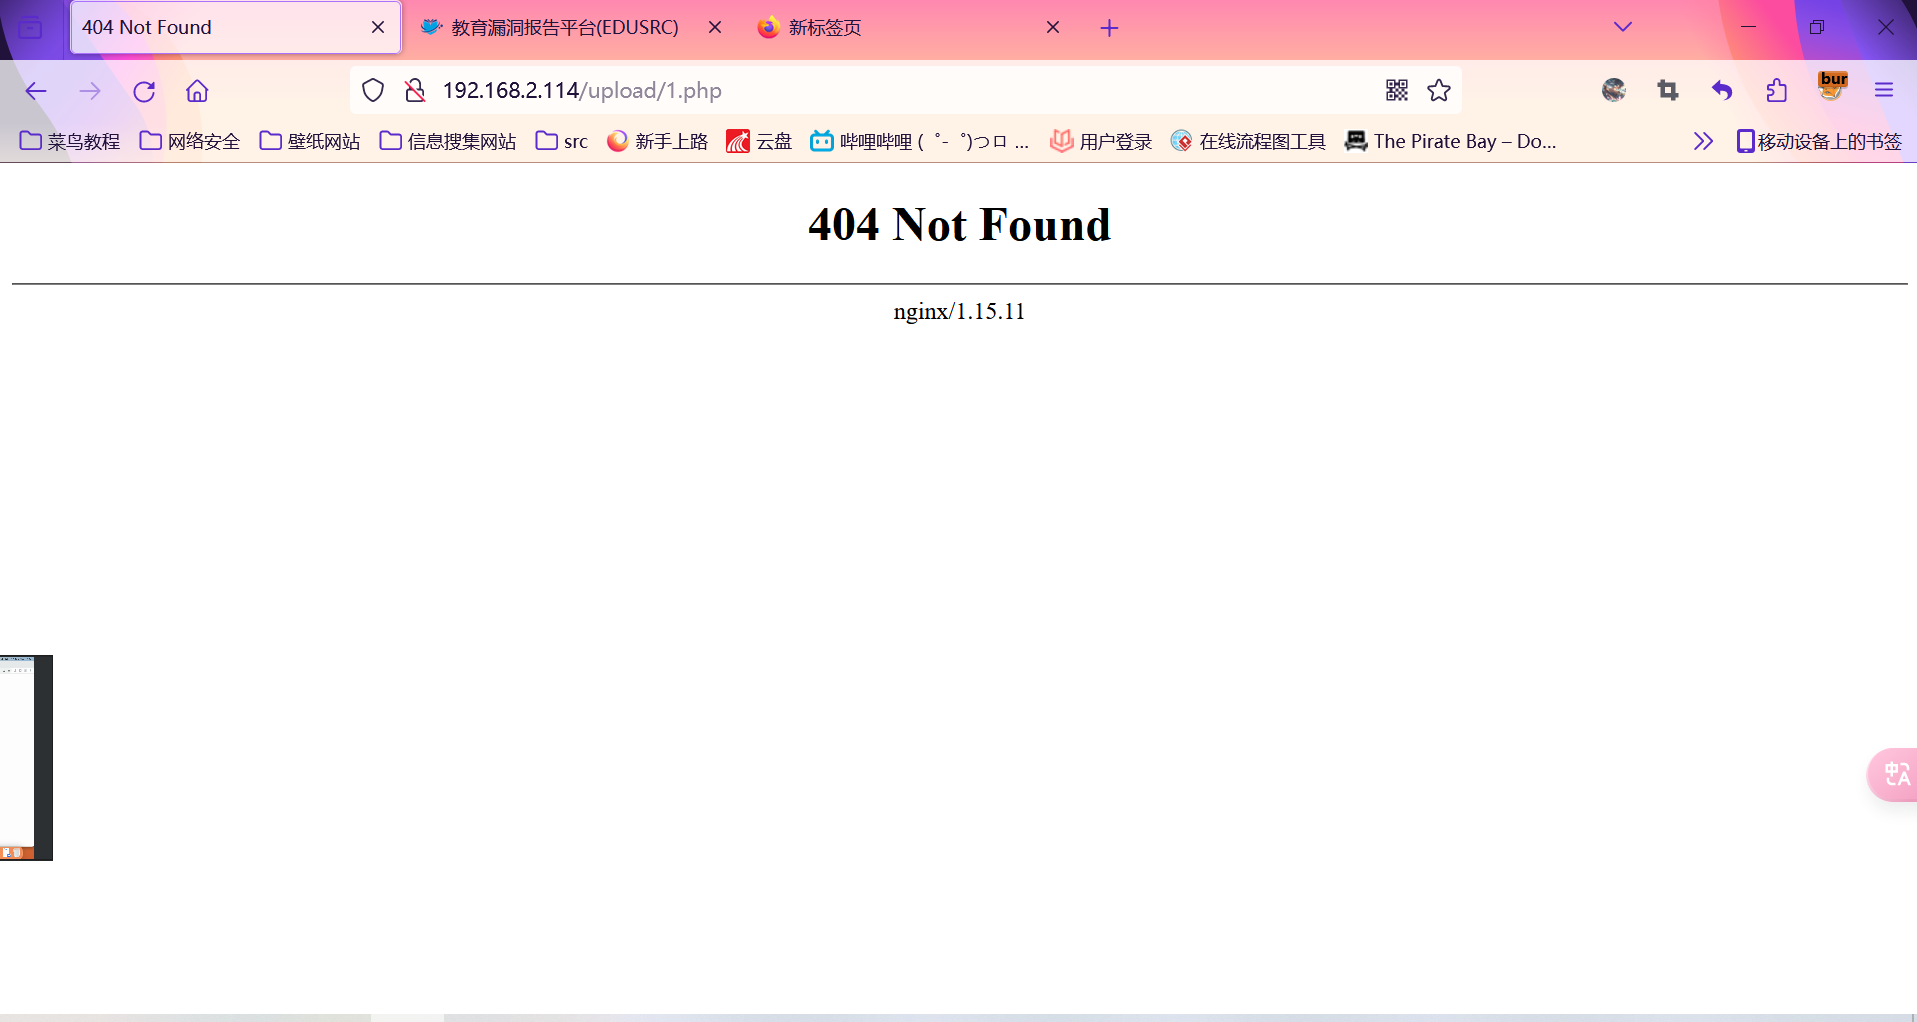 404 Not Found
教育漏洞报告平台(EDUSRC)
新标签页
192.168.2.114/upload/1.php
bur
菜鸟教程
网络安全
壁纸网站
信息搜集网站
src
新手上路
云盘
哔哩哔哩 ( ゜- ゜)つロ ...
用户登录
在线流程图工具
The Pirate Bay – Do...
移动设备上的书签
404 Not Found
nginx/1.15.11
中A